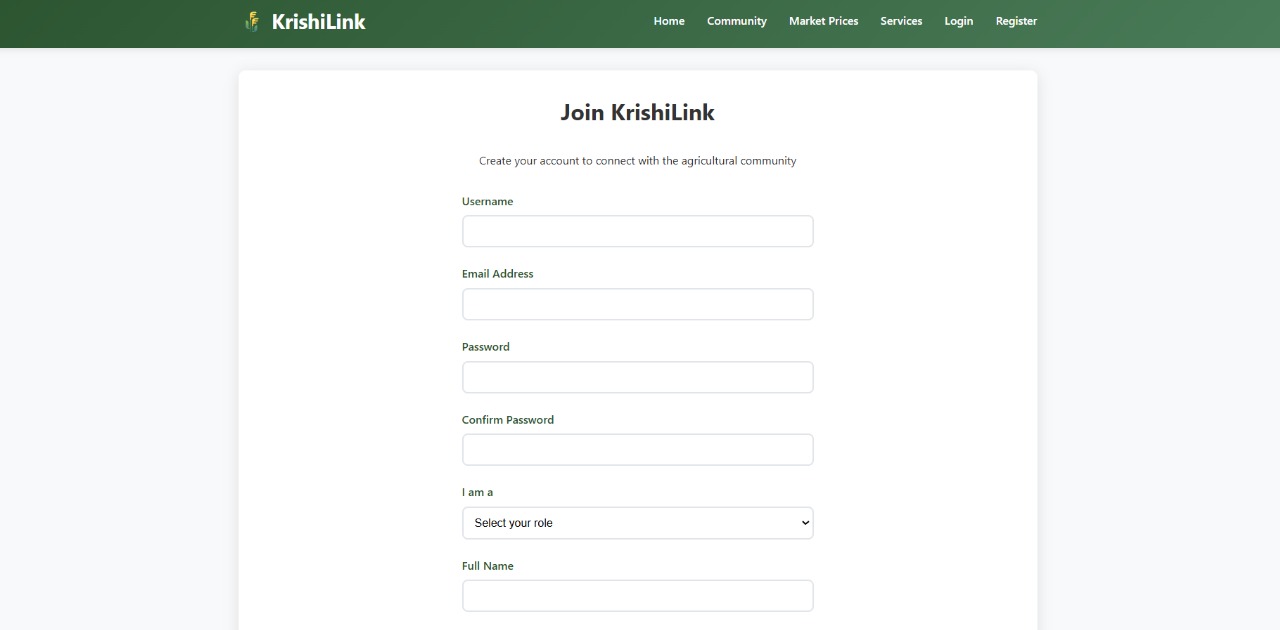 KrishiLink
Home Community Market Prices Services Login Register
Join KrishiLink
Create your account to connect with the agricultural community
Username
Email Address
Password
Confirm Password
I am a
Select your role
Full Name